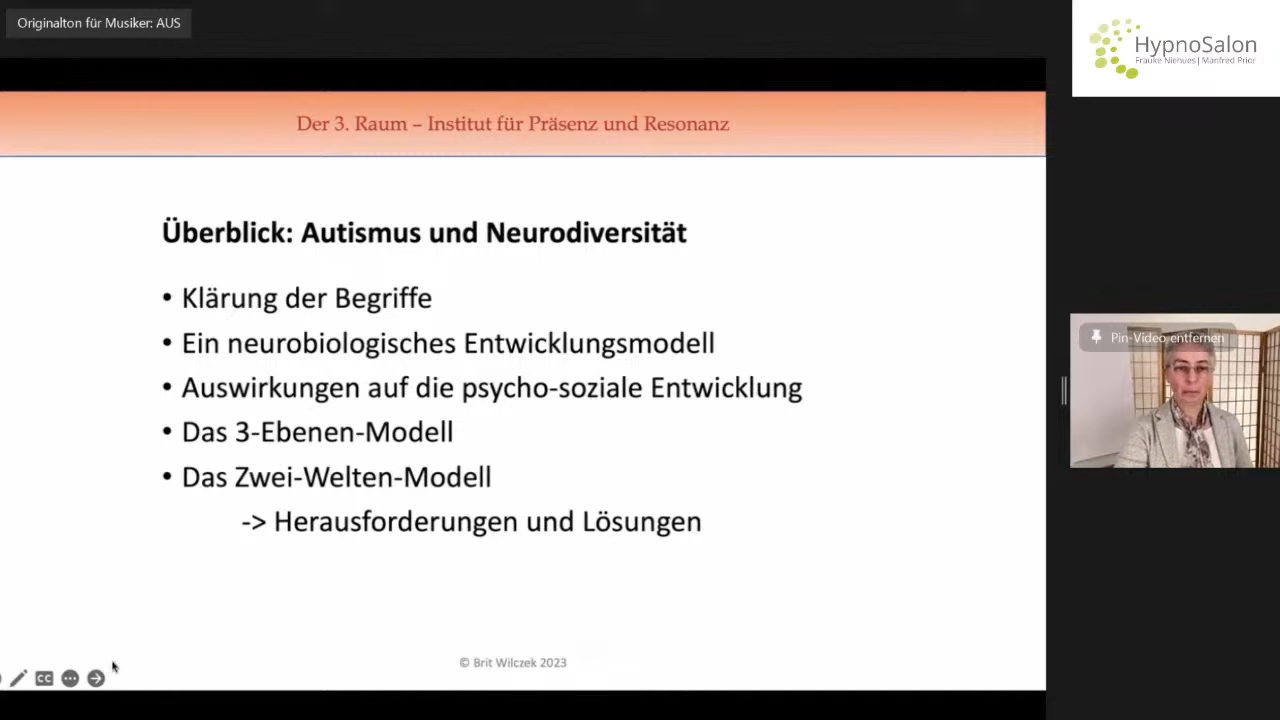 Originalton für Musiker: AUS
HypnoSalon
Frauke Niehues | Manfred Prior
Der 3. Raum – Institut für Präsenz und Resonanz
Überblick: Autismus und Neurodiversität
• Klärung der Begriffe
• Ein neurobiologisches Entwicklungsmodell
• Auswirkungen auf die psycho-soziale Entwicklung
• Das 3-Ebenen-Modell
• Das Zwei-Welten-Modell
-> Herausforderungen und Lösungen
Pin-Video entfernen
© Brit Wilczek 2023
CC